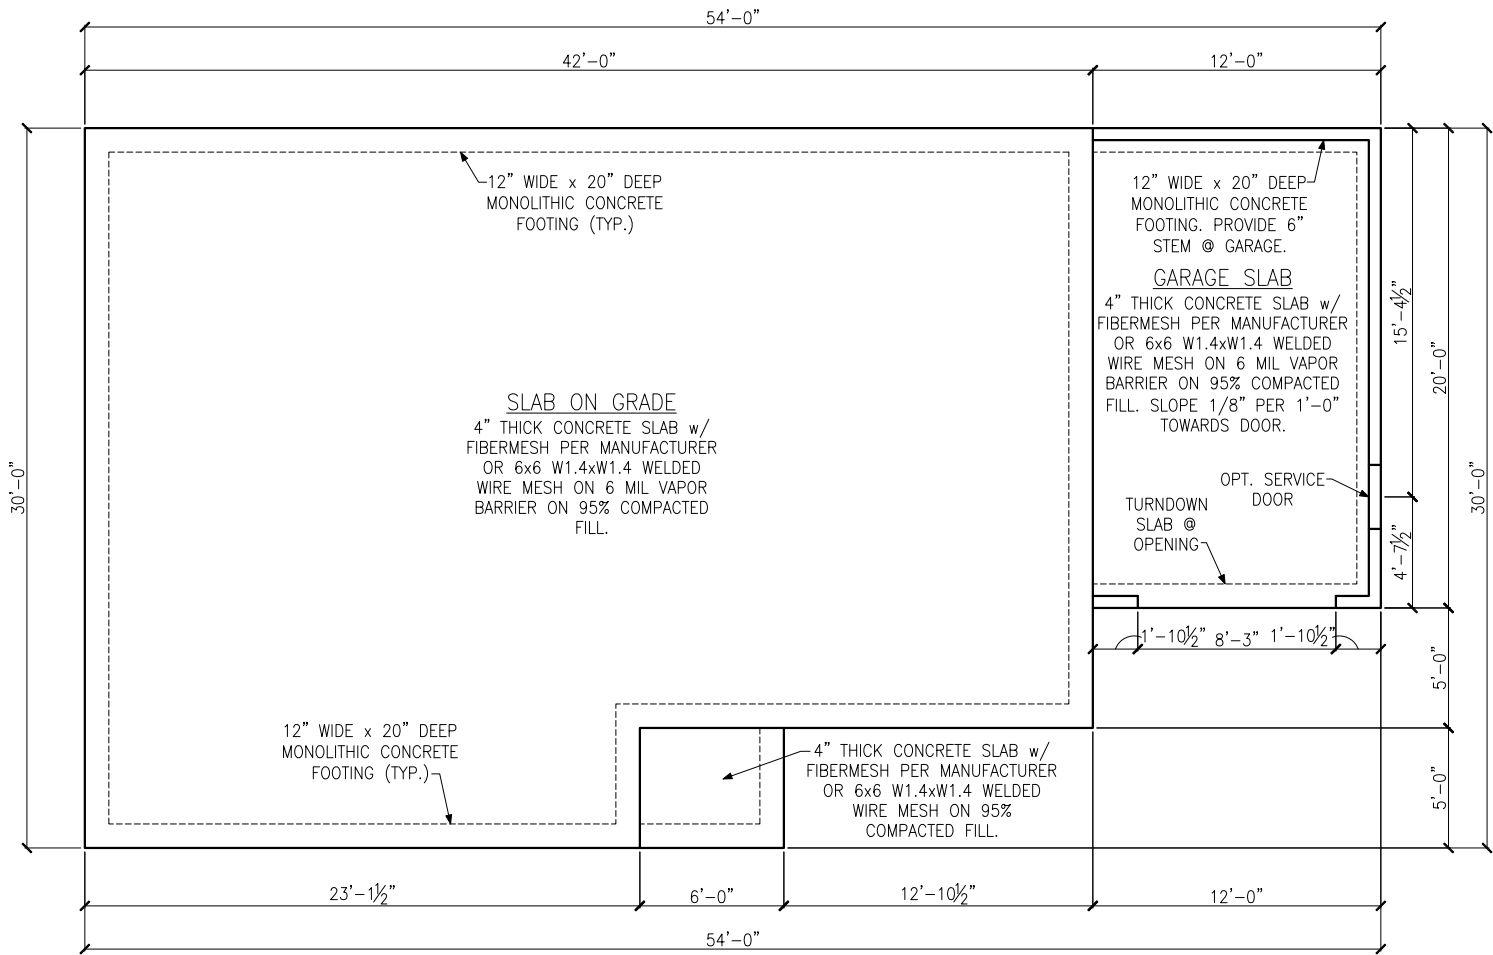 54'-0"
42'-0"
12'-0"
12" WIDE x 20" DEEP
MONOLITHIC CONCRETE
FOOTING (TYP.)
12" WIDE x 20" DEEP
MONOLITHIC CONCRETE
FOOTING. PROVIDE 6"
STEM @ GARAGE.
GARAGE SLAB
4" THICK CONCRETE SLAB w/
FIBERMESH PER MANUFACTURER
OR 6x6 W1.4xW1.4 WELDED
WIRE MESH ON 6 MIL VAPOR
BARRIER ON 95% COMPACTED
FILL. SLOPE 1/8" PER 1'-0"
TOWARDS DOOR.
15'-4½"
20'-0"
SLAB ON GRADE
4" THICK CONCRETE SLAB w/
FIBERMESH PER MANUFACTURER
OR 6x6 W1.4xW1.4 WELDED
WIRE MESH ON 6 MIL VAPOR
BARRIER ON 95% COMPACTED
FILL.
30'-0"
30'-0"
OPT. SERVICE
DOOR
TURNDOWN
SLAB @
OPENING
4'-7½"
1'-10½"
8'-3"
1'-10½"
5'-0"
12" WIDE x 20" DEEP
MONOLITHIC CONCRETE
FOOTING (TYP.)
4" THICK CONCRETE SLAB w/
FIBERMESH PER MANUFACTURER
OR 6x6 W1.4xW1.4 WELDED
WIRE MESH ON 95%
COMPACTED FILL.
5'-0"
23'-1½"
6'-0"
12'-10½"
12'-0"
54'-0"